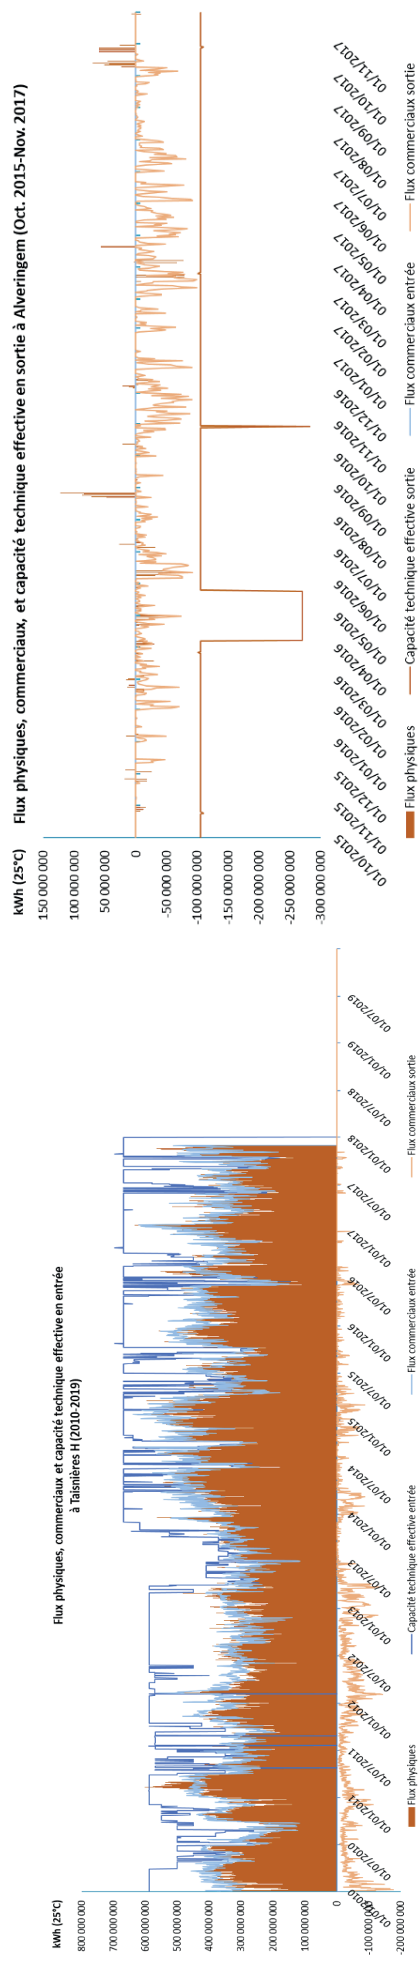 Flux physiques, commerciaux et capacité technique effective en entrée
à Taisnières H (2010-2019)
kWh (25°C)
800 000 000
700 000 000
600 000 000
500 000 000
400 000 000
300 000 000
200 000 000
100 000 000
0
-100 000 000
-200 000 000
01/01/2010
01/07/2010
01/01/2011
01/07/2011
01/01/2012
01/07/2012
01/01/2013
01/07/2013
01/01/2014
01/07/2014
01/01/2015
01/07/2015
01/01/2016
01/07/2016
01/01/2017
01/07/2017
01/01/2018
01/07/2018
01/01/2019
01/07/2019
Flux physiques
Capacité technique effective entrée
Flux commerciaux entrée
Flux commerciaux sortie
Flux physiques, commerciaux, et capacité technique effective en sortie à Alveringem (Oct. 2015-Nov. 2017)
kWh (25°C)
150 000 000
100 000 000
50 000 000
0
-50 000 000
-100 000 000
-150 000 000
-200 000 000
-250 000 000
-300 000 000
01/10/2015
01/11/2015
01/12/2015
01/01/2016
01/02/2016
01/03/2016
01/04/2016
01/05/2016
01/06/2016
01/07/2016
01/08/2016
01/09/2016
01/10/2016
01/11/2016
01/12/2016
01/01/2017
01/02/2017
01/03/2017
01/04/2017
01/05/2017
01/06/2017
01/07/2017
01/08/2017
01/09/2017
01/10/2017
01/11/2017
Flux physiques
Capacité technique effective sortie
Flux commerciaux entrée
Flux commerciaux sortie